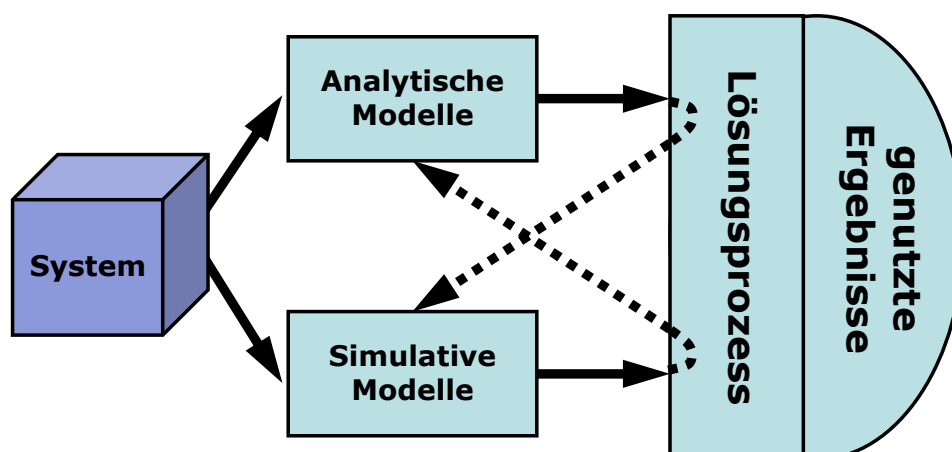 System
Analytische
Modelle
Simulative
Modelle
Lösungsprozess
genutzte
Ergebnisse